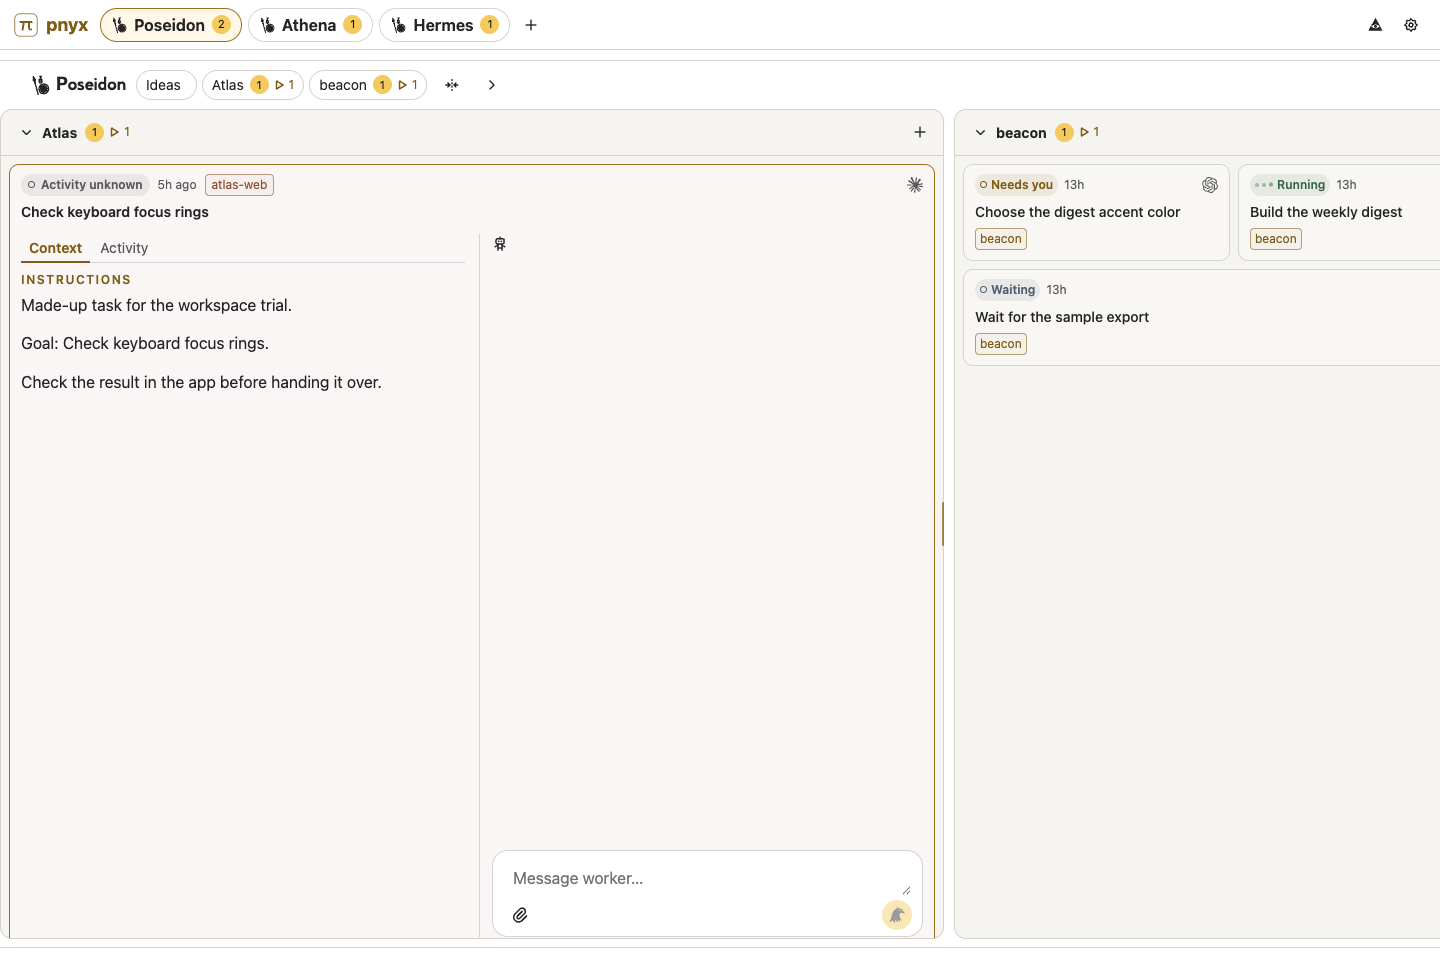 π pnyx Poseidon 2 Athena 1 Hermes 1
Poseidon Ideas Atlas 1 1 beacon 1 1
Atlas 1 1
Activity unknown 5h ago atlas-web
Check keyboard focus rings
Context Activity
INSTRUCTIONS
Made-up task for the workspace trial.
Goal: Check keyboard focus rings.
Check the result in the app before handing it over.
Message worker...
beacon 1 1
Needs you 13h
Choose the digest accent color
beacon
Running 13h
Build the weekly digest
beacon
Waiting 13h
Wait for the sample export
beacon